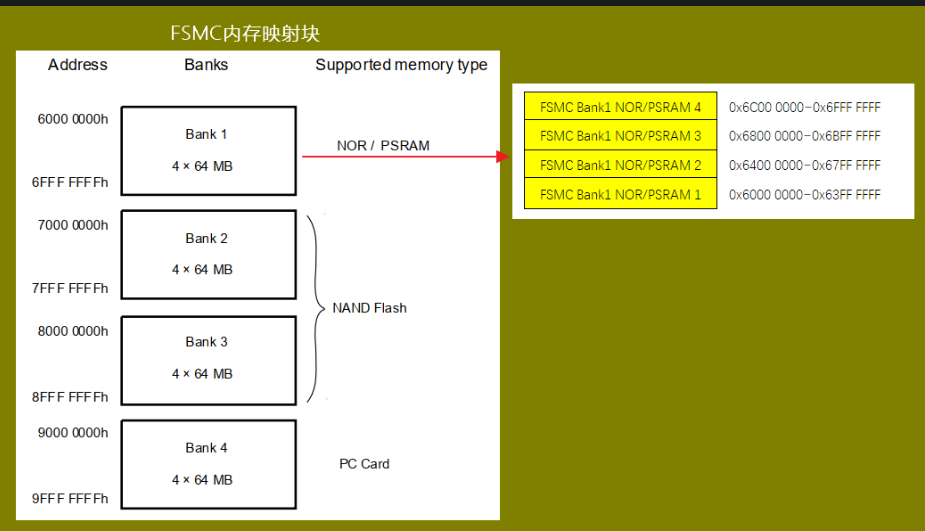 FSMC内存映射块
Address Banks Supported memory type
6000 0000h
Bank 1
4 × 64 MB
6FFF FFFFh
NOR / PSRAM
FSMC Bank1 NOR/PSRAM 4 0x6C00 0000-0x6FFF FFFF
FSMC Bank1 NOR/PSRAM 3 0x6800 0000-0x6BFF FFFF
FSMC Bank1 NOR/PSRAM 2 0x6400 0000-0x67FF FFFF
FSMC Bank1 NOR/PSRAM 1 0x6000 0000-0x63FF FFFF
7000 0000h
Bank 2
4 × 64 MB
7FFF FFFFh
NAND Flash
8000 0000h
Bank 3
4 × 64 MB
8FFF FFFFh
9000 0000h
Bank 4
4 × 64 MB
9FFF FFFFh
PC Card